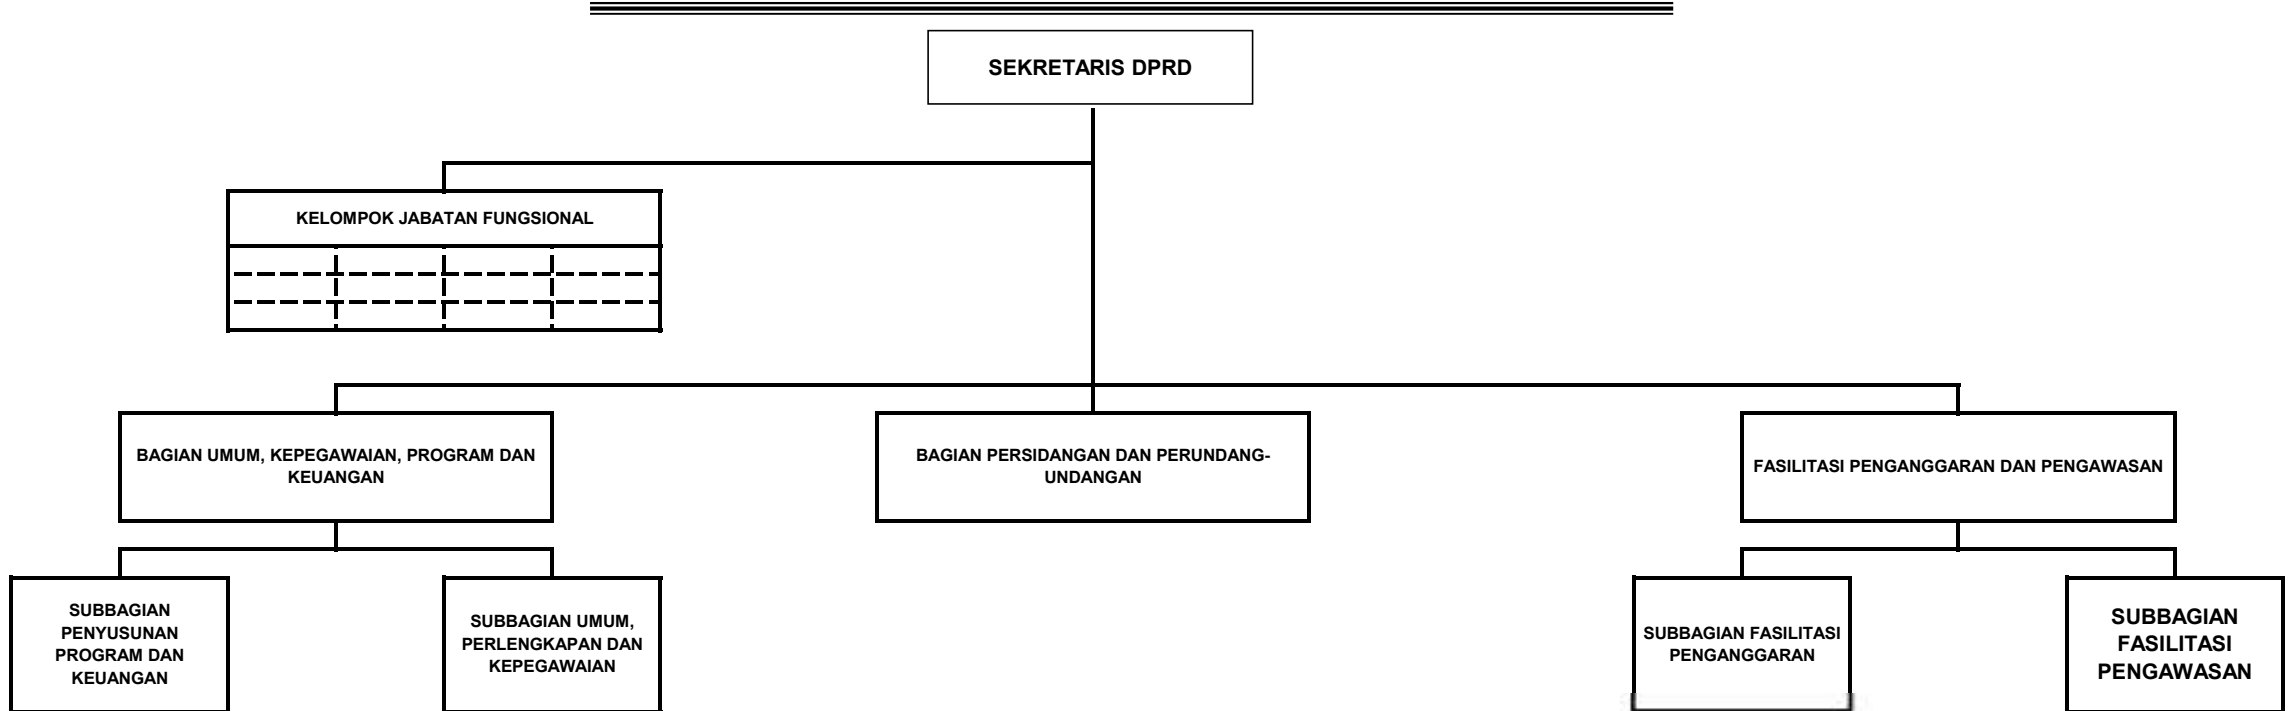 SEKRETARIS DPRD
KELOMPOK JABATAN FUNGSIONAL
BAGIAN UMUM, KEPEGAWAIAN, PROGRAM DAN
KEUANGAN
BAGIAN PERSIDANGAN DAN PERUNDANG-
UNDANGAN
FASILITASI PENGANGGARAN DAN PENGAWASAN
SUBBAGIAN
PENYUSUNAN
PROGRAM DAN
KEUANGAN
SUBBAGIAN UMUM,
PERLENGKAPAN DAN
KEPEGAWAIAN
SUBBAGIAN FASILITASI
PENGANGGARAN
SUBBAGIAN
FASILITASI
PENGAWASAN